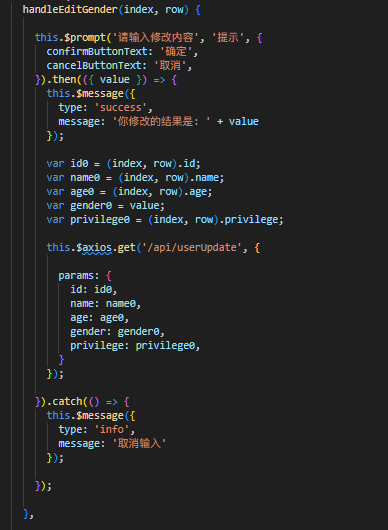 handleEditGender(index, row) {
this.$prompt('请输入修改内容', '提示', {
confirmButtonText: '确定',
cancelButtonText: '取消',
}).then(({ value }) => {
this.$message({
type: 'success',
message: '你修改的结果是: ' + value
});
var id0 = (index, row).id;
var name0 = (index, row).name;
var age0 = (index, row).age;
var gender0 = value;
var privilege0 = (index, row).privilege;
this.$axios.get('/api/userUpdate', {
params: {
id: id0,
name: name0,
age: age0,
gender: gender0,
privilege: privilege0,
}
});
}).catch(() => {
this.$message({
type: 'info',
message: '取消输入'
});
});
},